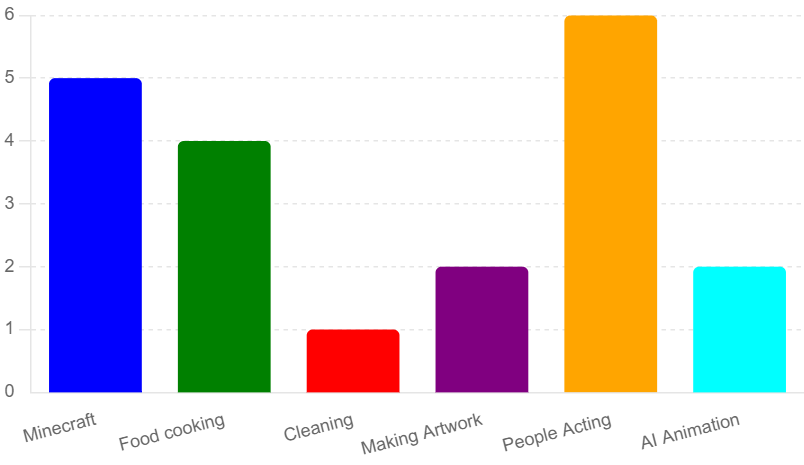 6
5
4
3
2
1
0
Minecraft
Food cooking
Cleaning
Making Artwork
People Acting
AI Animation